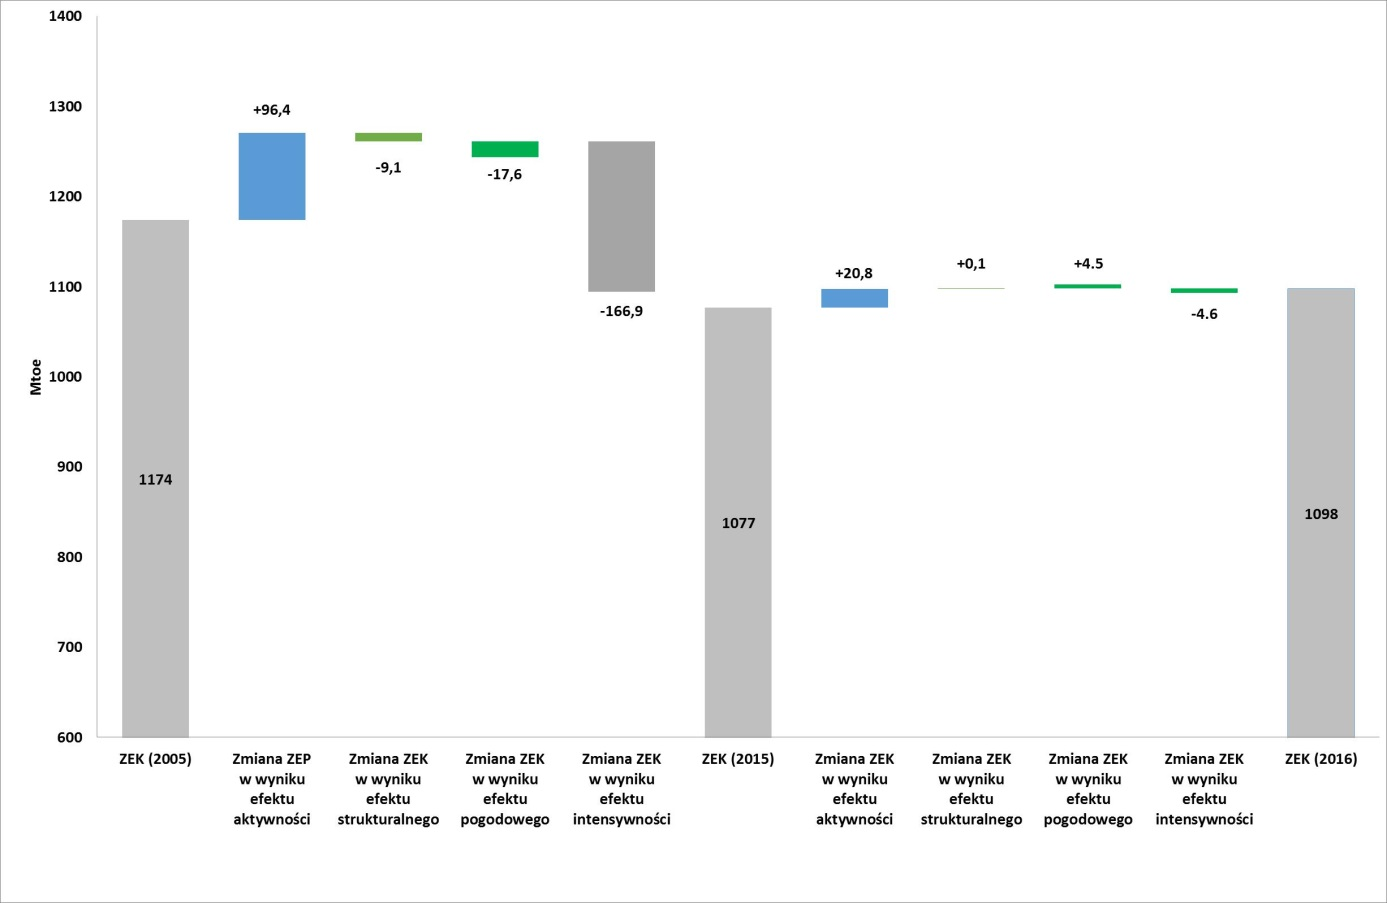 1400
1300
1200
1100
1000
900
800
700
600
Mtoe
+96,4
-9,1
-17,6
-166,9
+20,8
+0,1
+4.5
-4.6
1174
1077
1098
ZEK (2005)
Zmiana ZEP
w wyniku
efektu
aktywności
Zmiana ZEK
w wyniku
efektu
strukturalnego
Zmiana ZEK
w wyniku
efektu
pogodowego
Zmiana ZEK
w wyniku
efektu
intensywności
ZEK (2015)
Zmiana ZEK
w wyniku
efektu
aktywności
Zmiana ZEK
w wyniku
efektu
strukturalnego
Zmiana ZEK
w wyniku
efektu
pogodowego
Zmiana ZEK
w wyniku
efektu
intensywności
ZEK (2016)